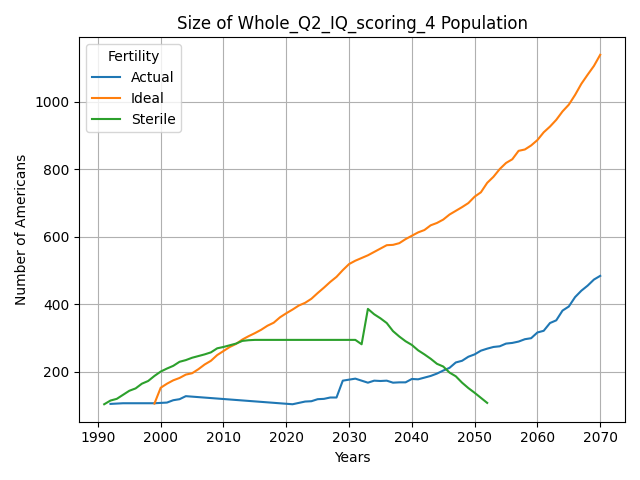 Size of Whole_Q2_IQ_scoring_4 Population
Fertility
Actual
Ideal
Sterile
Number of Americans
1000
800
600
400
200
1990 2000 2010 2020 2030 2040 2050 2060 2070
Years